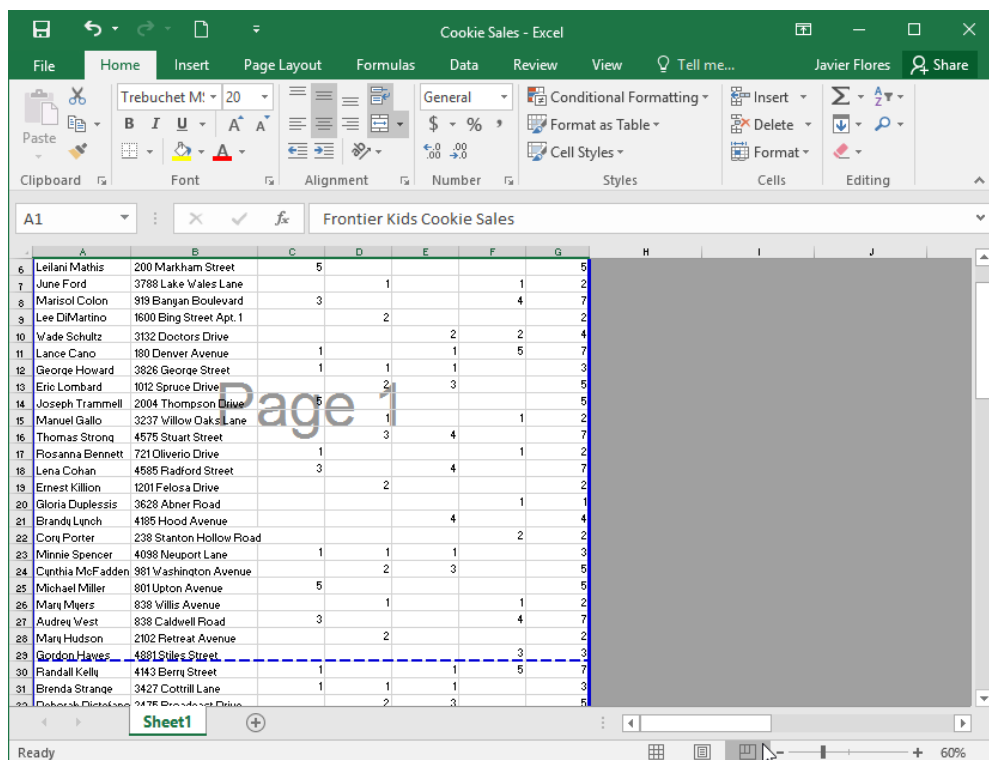 Cookie Sales - Excel
File Home Insert Page Layout Formulas Data Review View Tell me... Javier Flores Share
Trebuchet M! 20 General Conditional Formatting Insert
Paste B I U A A $ % , Format as Table Delete
A .0 .00 .00 .0 Cell Styles Format
Clipboard Font Alignment Number Styles Cells Editing
A1 fx Frontier Kids Cookie Sales
A B C D E F G H I J
6 Leilani Mathis 200 Markham Street 5 5
7 June Ford 3788 Lake Wales Lane 1 1 2
8 Marisol Colon 919 Banyan Boulevard 3 4 7
9 Lee DiMartino 1600 Bing Street Apt. 1 2 2
10 Wade Schultz 3132 Doctors Drive 2 2 4
11 Lance Cano 180 Denver Avenue 1 1 5 7
12 George Howard 3826 George Street 1 1 1 3
13 Eric Lombard 1012 Spruce Drive 2 3 5
14 Joseph Trammell 2004 Thompson Drive 5 5
Page 1
15 Manuel Gallo 3237 Willow Oaks Lane 1 1 2
16 Thomas Strong 4575 Stuart Street 3 4 7
17 Rosanna Bennett 721 Oliverio Drive 1 1 2
18 Lena Cohan 4585 Radford Street 3 4 7
19 Ernest Killion 1201 Felosa Drive 2 2
20 Gloria Duplessis 3628 Abner Road 1 1
21 Brandy Lynch 4185 Hood Avenue 4 4
22 Cory Porter 238 Stanton Hollow Road 2 2
23 Minnie Spencer 4098 Neuport Lane 1 1 1 3
24 Cynthia McFadden 981 Washington Avenue 2 3 5
25 Michael Miller 801 Upton Avenue 5 5
26 Mary Myers 838 Willis Avenue 1 1 2
27 Audrey West 838 Caldwell Road 3 4 7
28 Mary Hudson 2102 Retreat Avenue 2 2
29 Gordon Hawes 4881 Stiles Street 3 3
30 Randall Kelly 4143 Berry Street 1 1 5 7
31 Brenda Strange 3427 Cottrill Lane 1 1 1 3
32 Deborah Distefano 2475 Broadcast Drive 2 3 5
Sheet1
Ready 60%